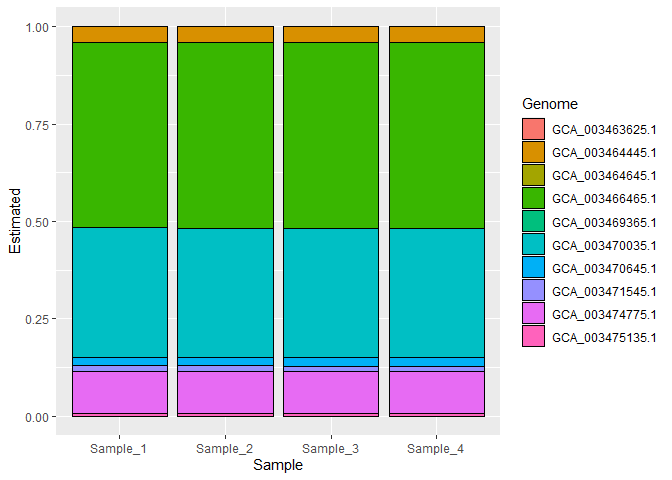 1.00
0.75
0.50
0.25
0.00
Estimated
Sample_1 Sample_2 Sample_3 Sample_4
Sample
Genome
GCA_003463625.1
GCA_003464445.1
GCA_003464645.1
GCA_003466465.1
GCA_003469365.1
GCA_003470035.1
GCA_003470645.1
GCA_003471545.1
GCA_003474775.1
GCA_003475135.1